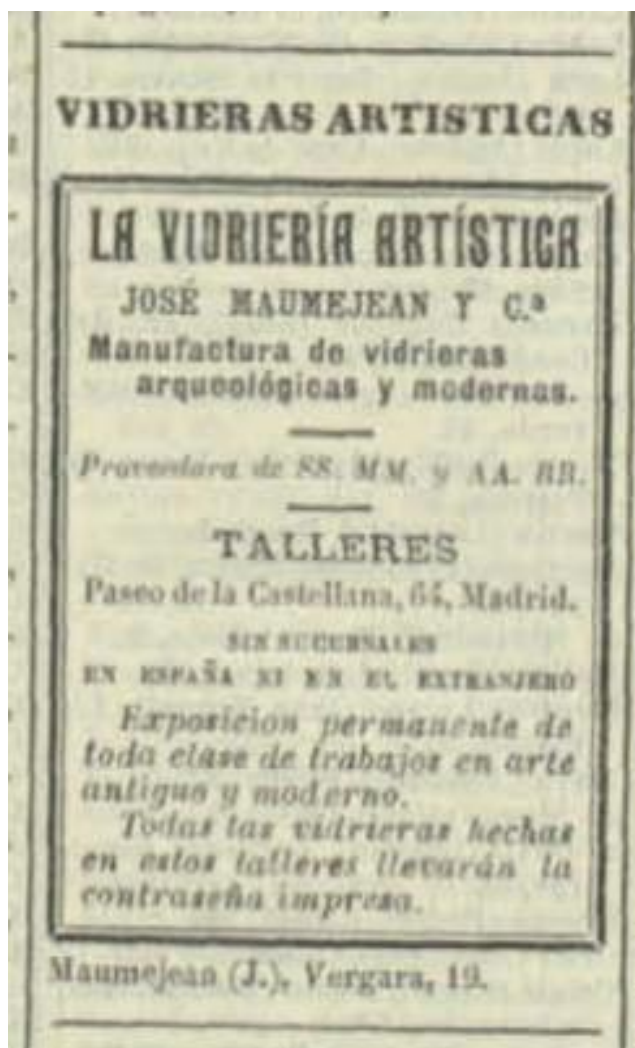 VIDRIERAS ARTISTICAS
LA VIDRIERÍA ARTÍSTICA
JOSÉ MAUMEJEAN Y C.ª
Manufactura de vidrieras
arqueológicas y modernas.
Proveedora de SS. MM. y AA. RR.
TALLERES
Paseo de la Castellana, 64, Madrid.
SIN SUCURSALES
EN ESPAÑA NI EN EL EXTRANJERO
Exposicion permanente de
toda clase de trabajos en arte
antiguo y moderno.
Todas las vidrieras hechas
en estos talleres llevarán la
contraseña impresa.
Maumejean (J.), Vergara, 19.